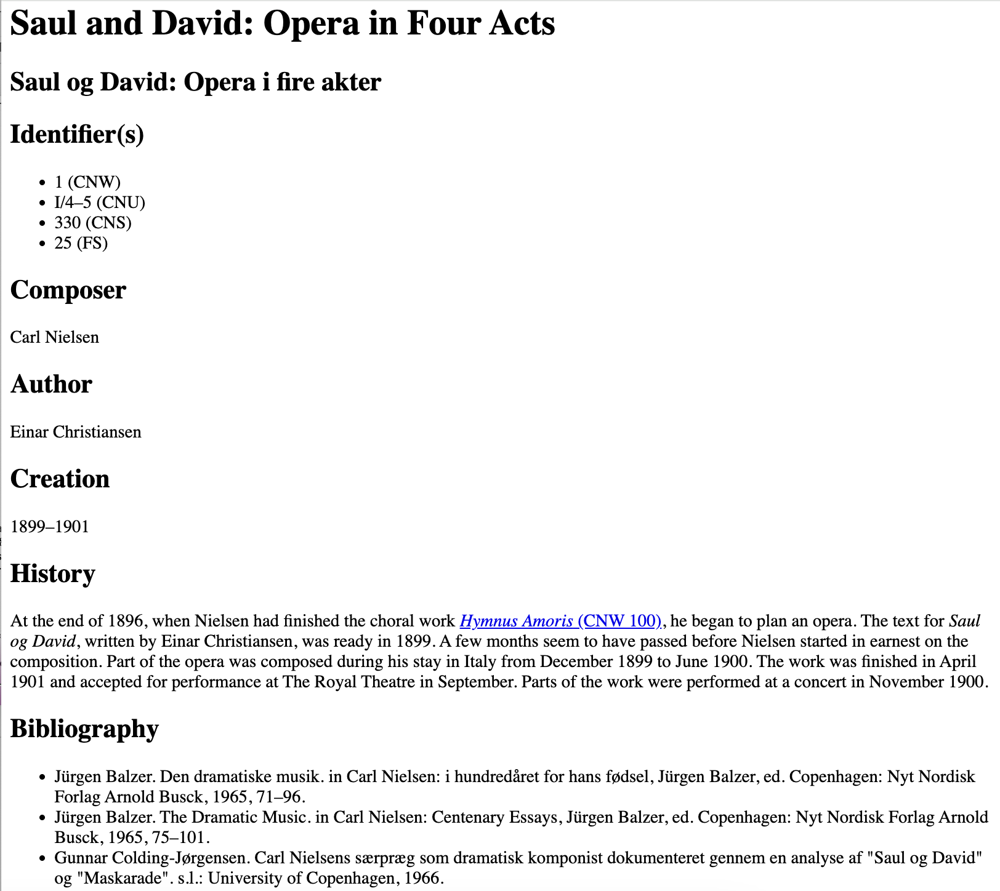 Saul and David: Opera in Four Acts
Saul og David: Opera i fire akter
Identifier(s)
• 1 (CNW)
• I/4–5 (CNU)
• 330 (CNS)
• 25 (FS)
Composer
Carl Nielsen
Author
Einar Christiansen
Creation
1899–1901
History
At the end of 1896, when Nielsen had finished the choral work Hymnus Amoris (CNW 100), he began to plan an opera. The text for Saul
og David, written by Einar Christiansen, was ready in 1899. A few months seem to have passed before Nielsen started in earnest on the
composition. Part of the opera was composed during his stay in Italy from December 1899 to June 1900. The work was finished in April
1901 and accepted for performance at The Royal Theatre in September. Parts of the work were performed at a concert in November 1900.
Bibliography
• Jürgen Balzer. Den dramatiske musik. in Carl Nielsen: i hundredåret for hans fødsel, Jürgen Balzer, ed. Copenhagen: Nyt Nordisk
Forlag Arnold Busck, 1965, 71–96.
• Jürgen Balzer. The Dramatic Music. in Carl Nielsen: Centenary Essays, Jürgen Balzer, ed. Copenhagen: Nyt Nordisk Forlag Arnold
Busck, 1965, 75–101.
• Gunnar Colding-Jørgensen. Carl Nielsens særpræg som dramatisk komponist dokumenteret gennem en analyse af "Saul og David"
og "Maskarade". s.l.: University of Copenhagen, 1966.